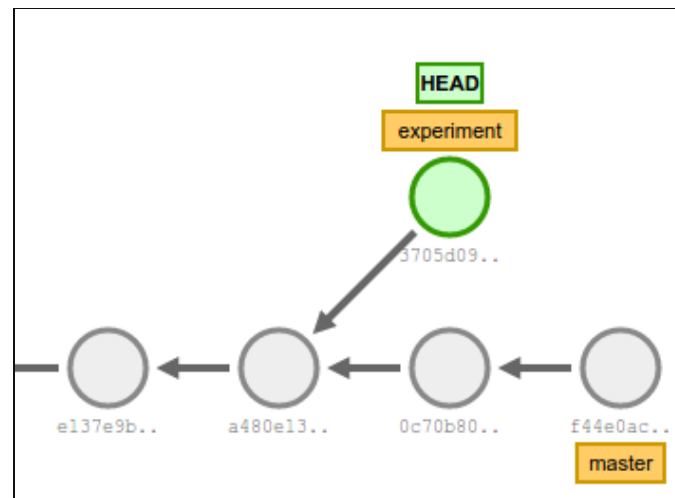 HEAD
experiment
3705d09..
e137e9b..
a480e13..
0c70b80..
f44e0ac..
master